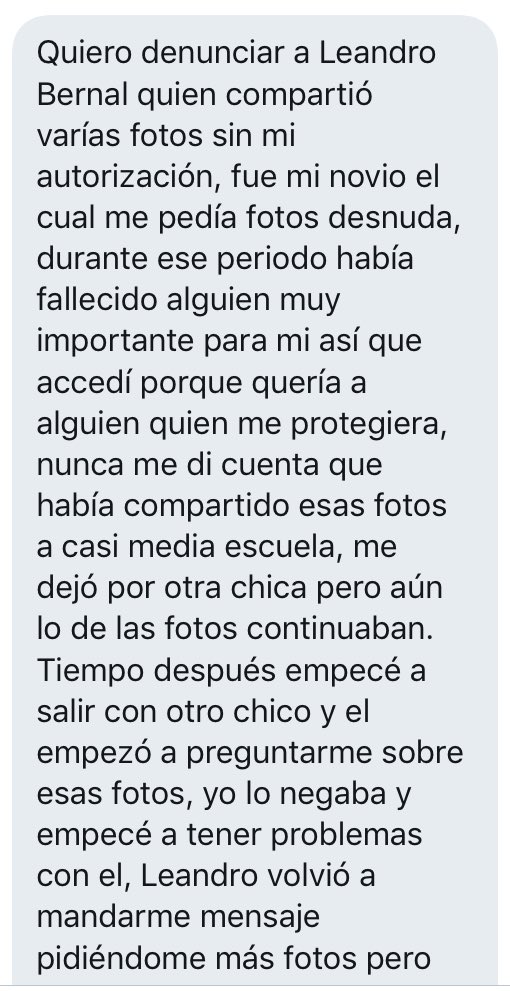 Quiero denunciar a Leandro
Bernal quien compartió
varías fotos sin mi
autorización, fue mi novio el
cual me pedía fotos desnuda,
durante ese periodo había
fallecido alguien muy
importante para mi así que
accedí porque quería a
alguien quien me protegiera,
nunca me di cuenta que
había compartido esas fotos
a casi media escuela, me
dejó por otra chica pero aún
lo de las fotos continuaban.
Tiempo después empecé a
salir con otro chico y el
empezó a preguntarme sobre
esas fotos, yo lo negaba y
empecé a tener problemas
con el, Leandro volvió a
mandarme mensaje
pidiéndome más fotos pero